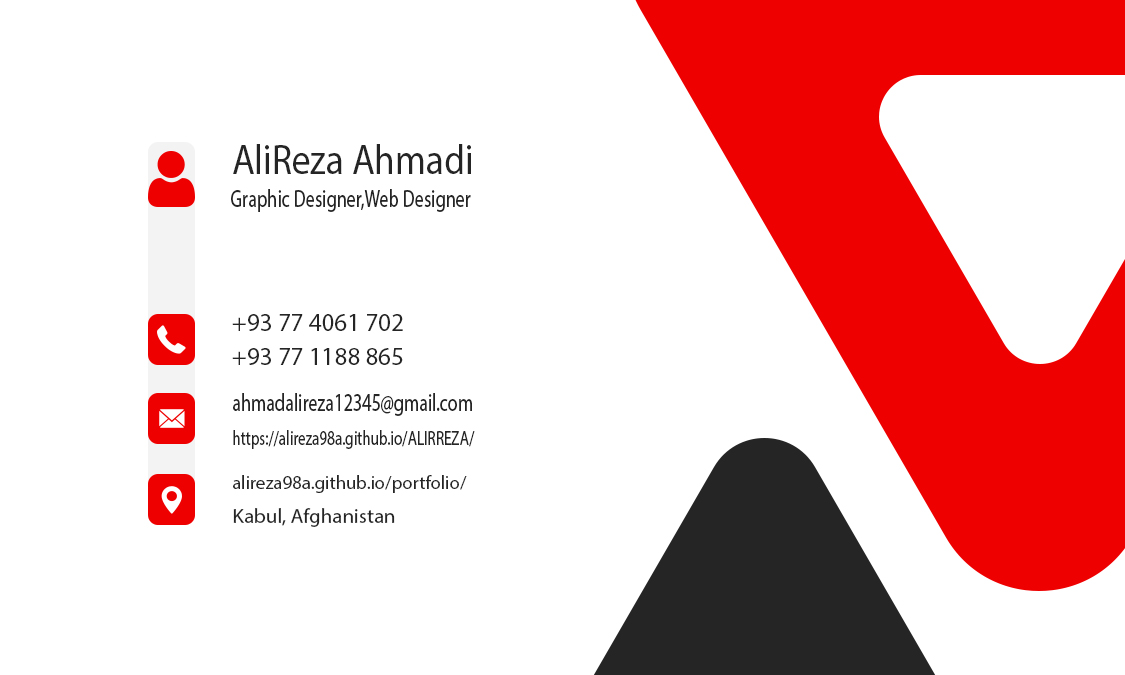 AliReza Ahmadi
Graphic Designer,Web Designer
+93 77 4061 702
+93 77 1188 865
ahmadalireza12345@gmail.com
https://alireza98a.github.io/ALIRREZA/
alireza98a.github.io/portfolio/
Kabul, Afghanistan